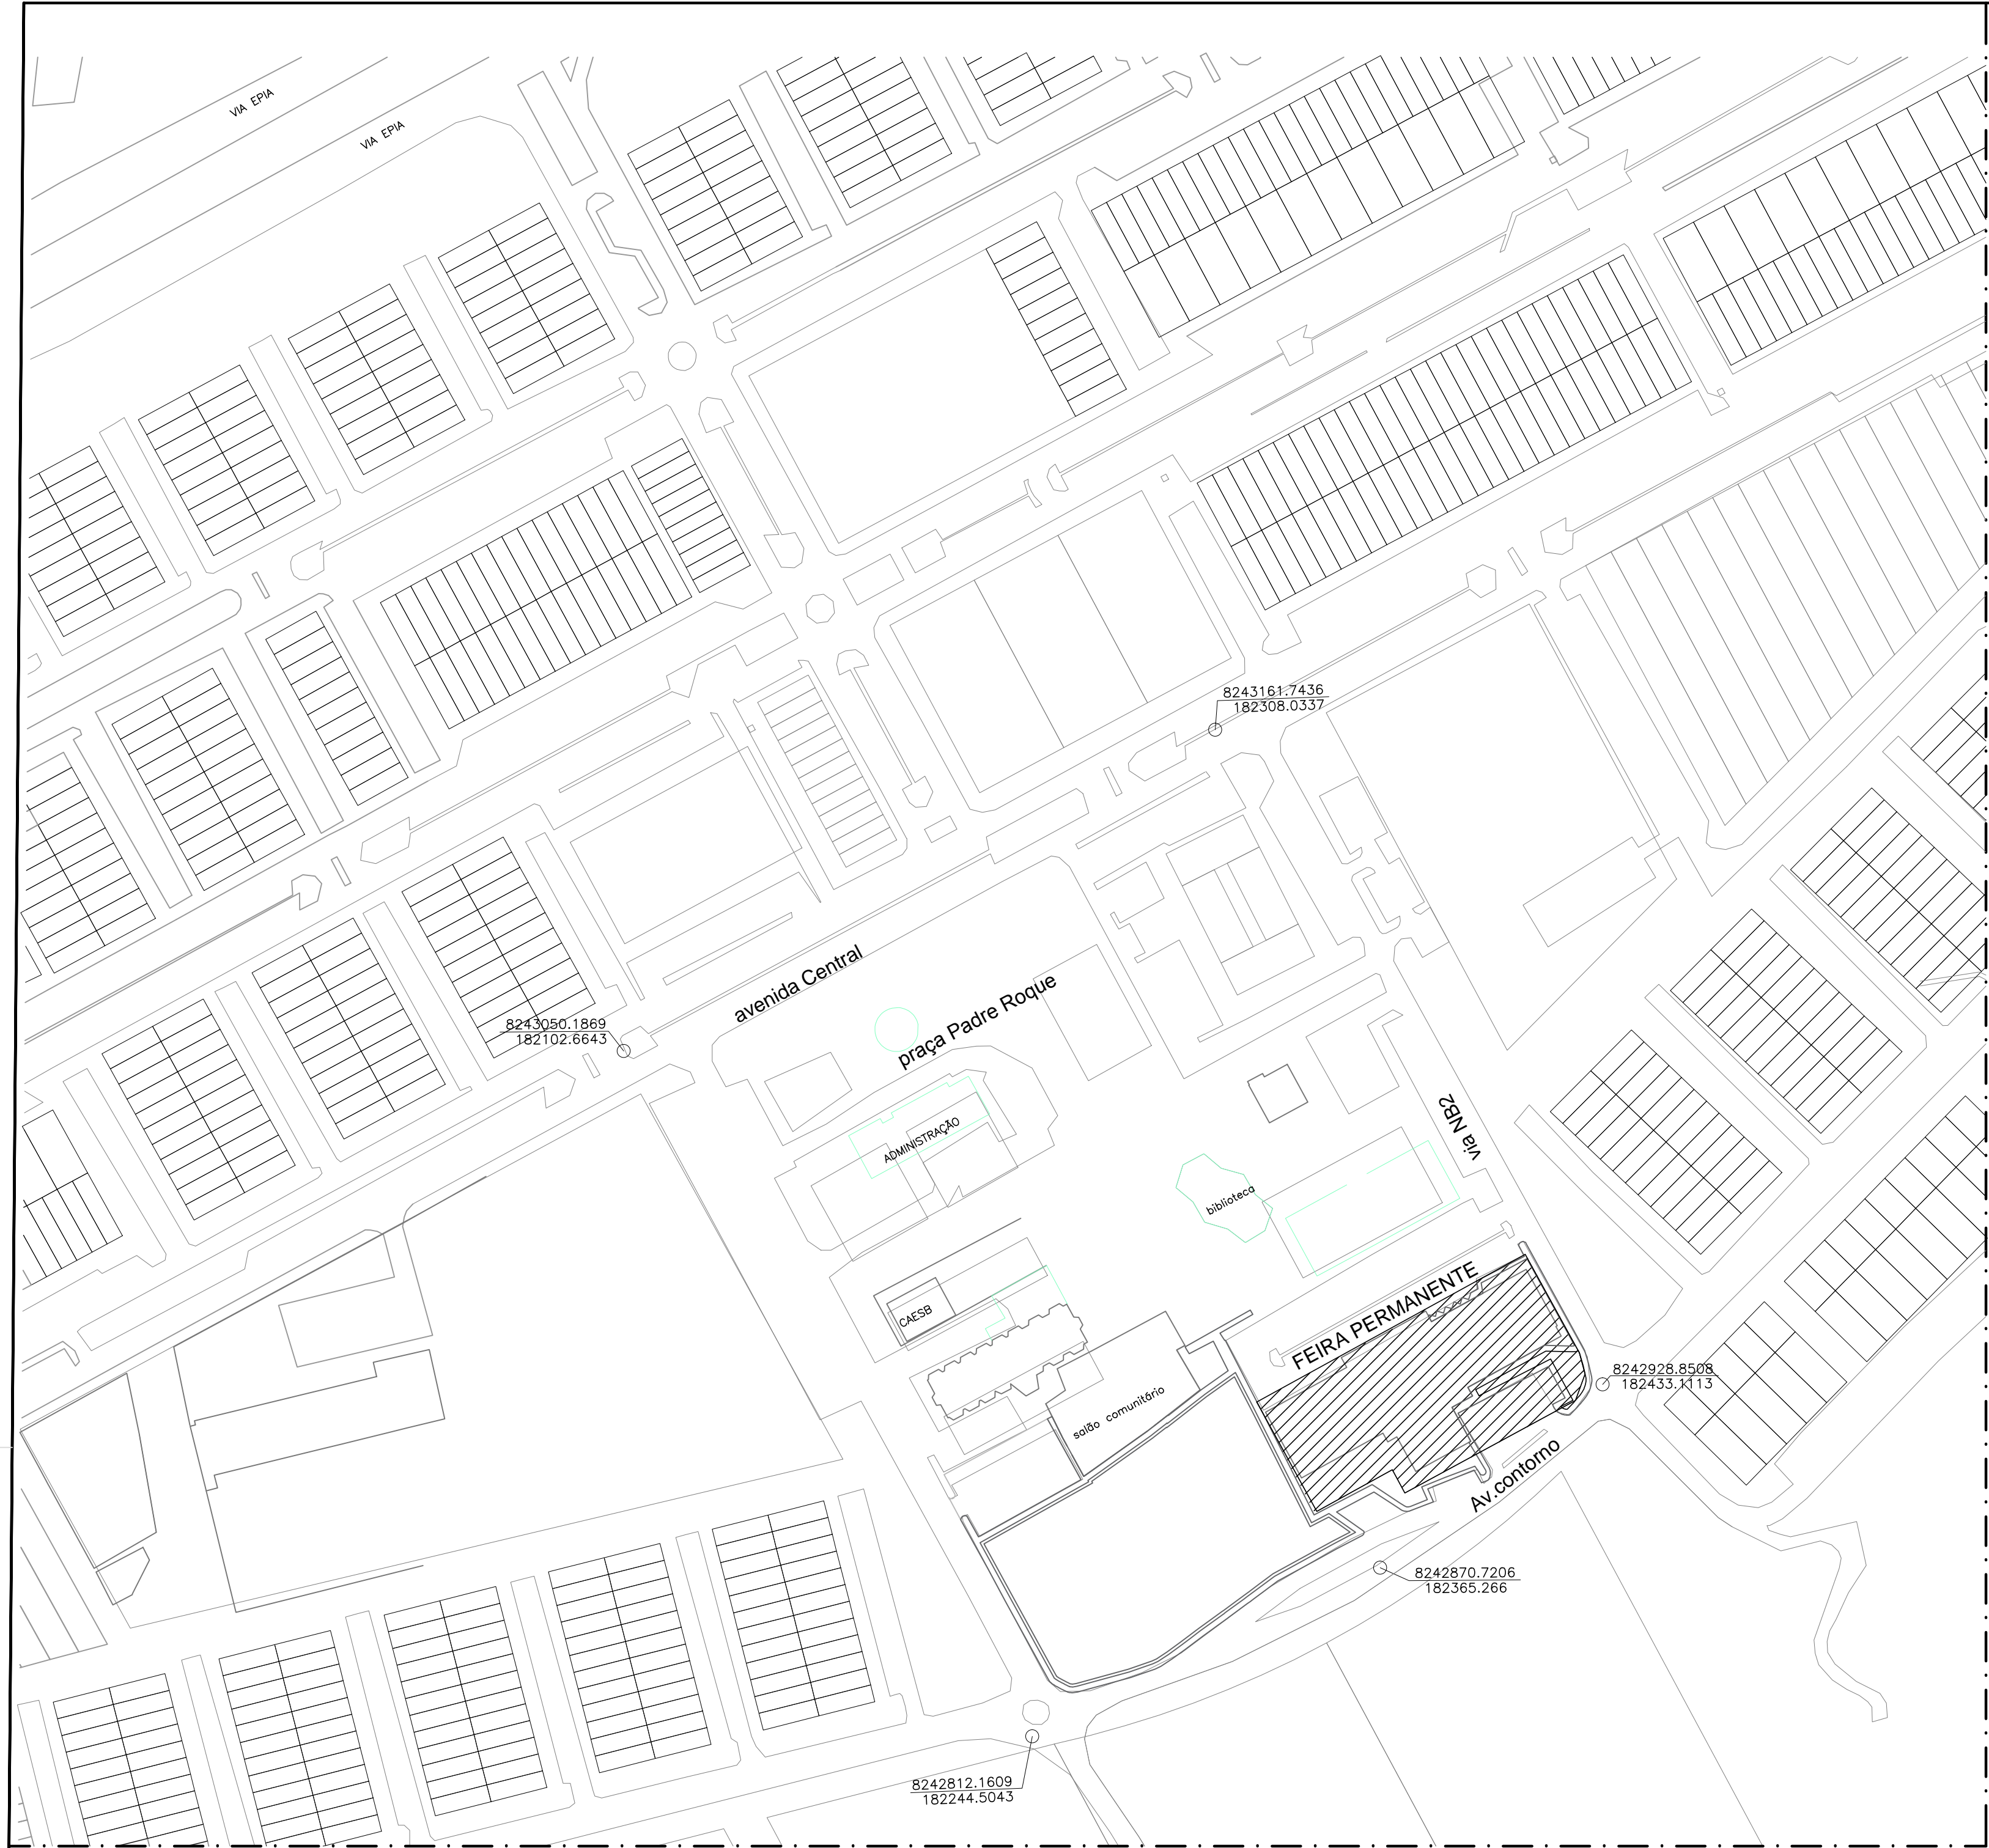 VIA EPIA
VIA EPIA
8243161.7436
182308.0337
avenida Central
praça Padre Roque
8243050.1869
182102.6643
via NB2
ADMINISTRAÇÃO
biblioteca
CAESB
FEIRA PERMANENTE
8242928.8508
182433.1113
salão comunitário
Av.contorno
8242870.7206
182365.266
8242812.1609
182244.5043